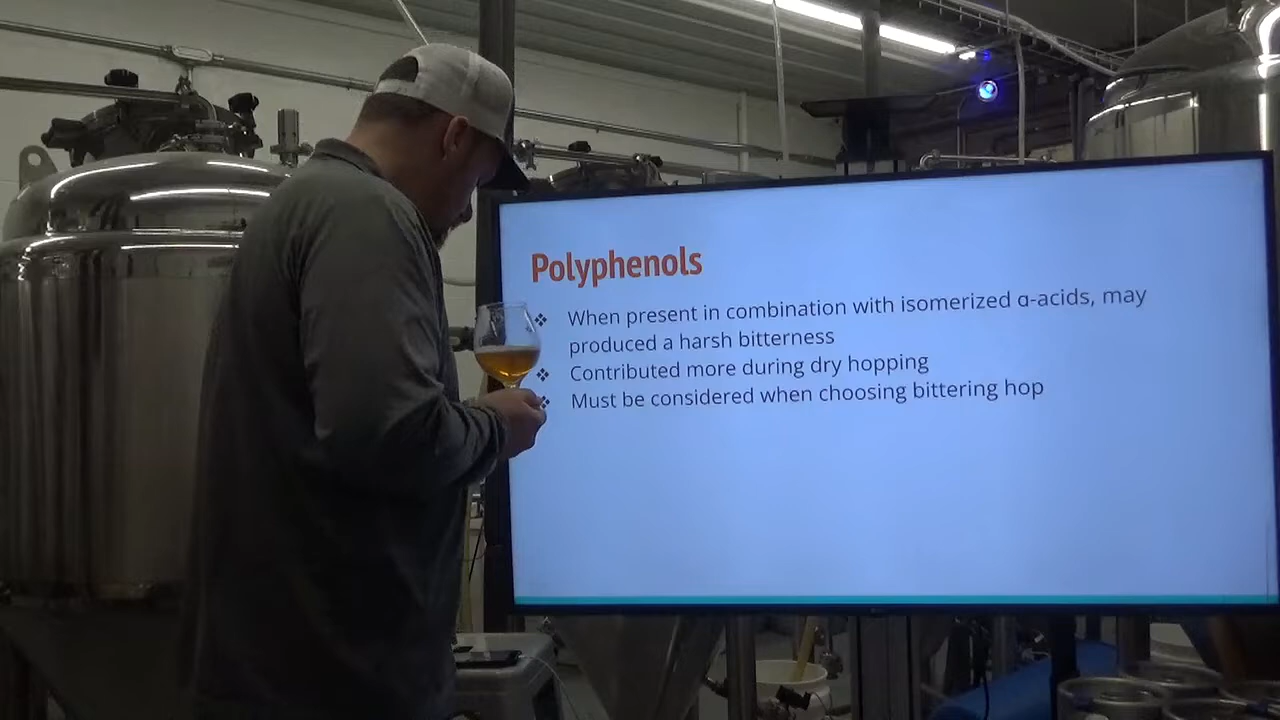 Polyphenols
❖ When present in combination with isomerized α-acids, may
produced a harsh bitterness
❖ Contributed more during dry hopping
❖ Must be considered when choosing bittering hop